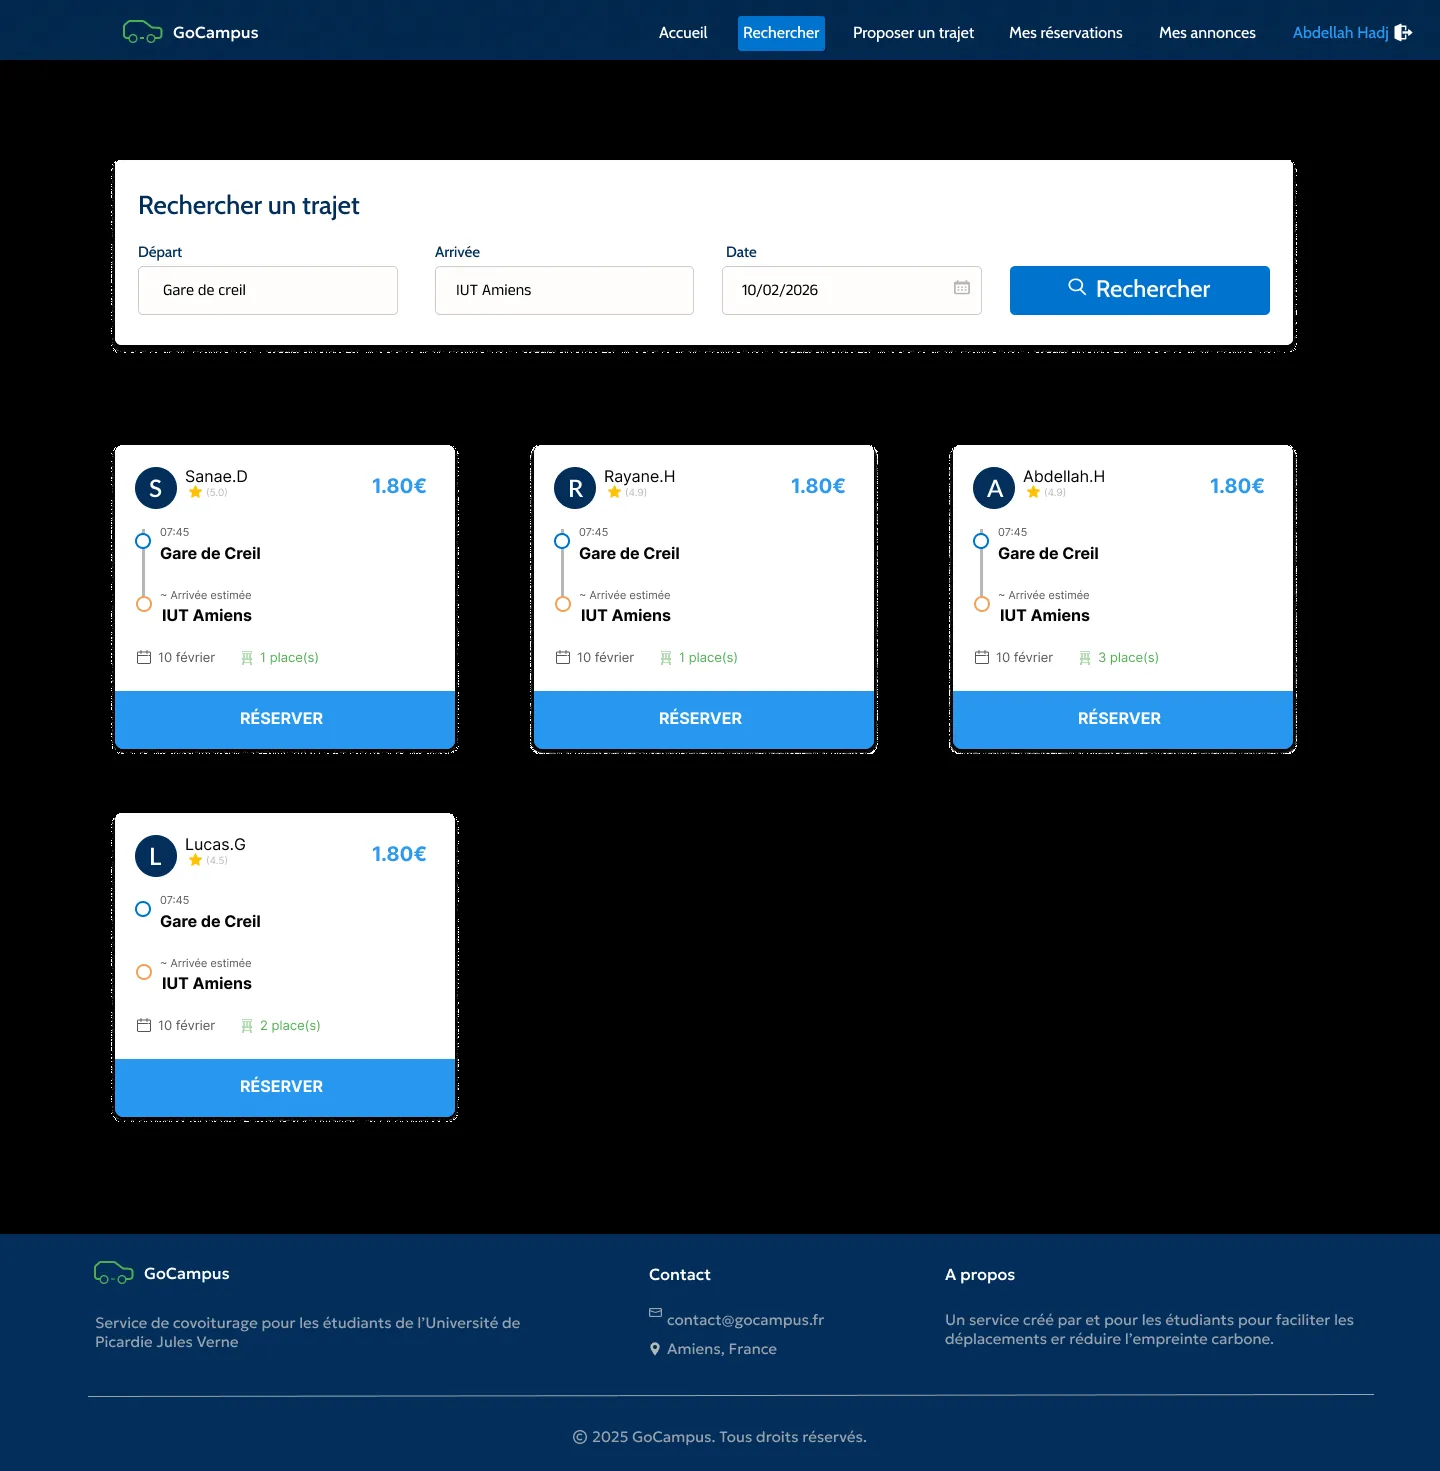 GoCampus
Accueil
Rechercher
Proposer un trajet
Mes réservations
Mes annonces
Abdellah Hadj
Rechercher un trajet
Départ
Arrivée
Date
Gare de creil
IUT Amiens
10/02/2026
Rechercher
S
Sanae.D
(5.0)
1.80€
07:45
Gare de Creil
~ Arrivée estimée
IUT Amiens
10 février
1 place(s)
RÉSERVER
R
Rayane.H
(4.9)
1.80€
07:45
Gare de Creil
~ Arrivée estimée
IUT Amiens
10 février
1 place(s)
RÉSERVER
A
Abdellah.H
(4.9)
1.80€
07:45
Gare de Creil
~ Arrivée estimée
IUT Amiens
10 février
3 place(s)
RÉSERVER
L
Lucas.G
(4.5)
1.80€
07:45
Gare de Creil
~ Arrivée estimée
IUT Amiens
10 février
2 place(s)
RÉSERVER
GoCampus
Service de covoiturage pour les étudiants de l’Université de
Picardie Jules Verne
Contact
contact@gocampus.fr
Amiens, France
A propos
Un service créé par et pour les étudiants pour faciliter les
déplacements er réduire l’empreinte carbone.
© 2025 GoCampus. Tous droits réservés.